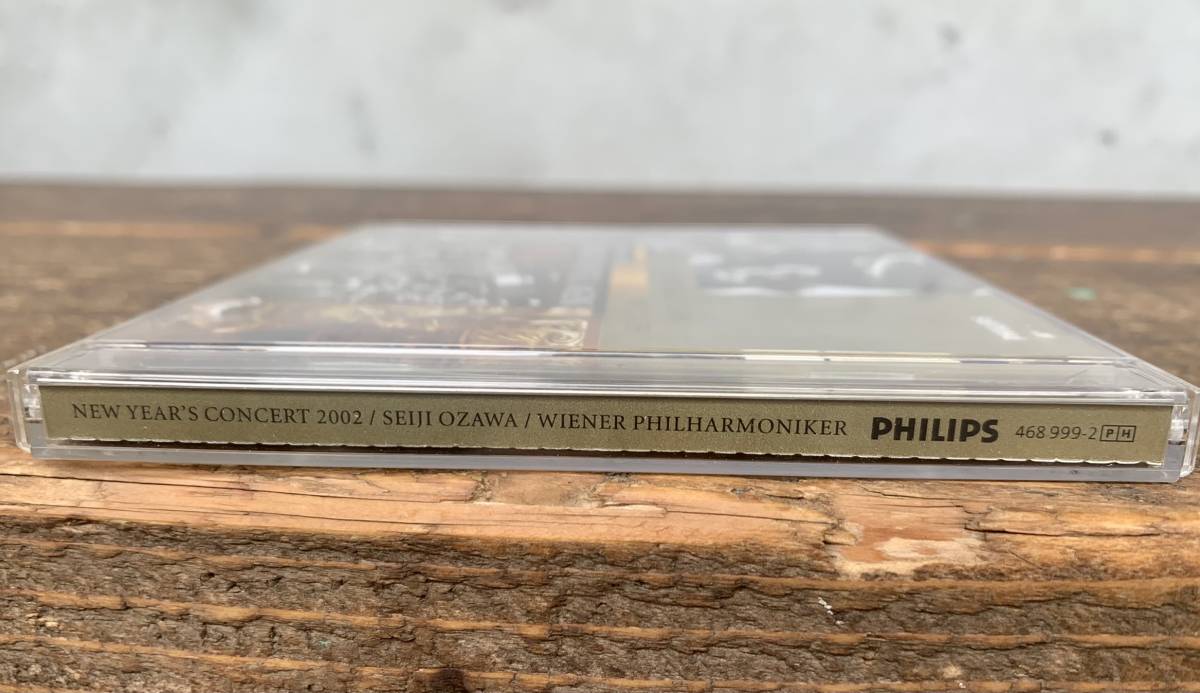 NEW YEAR'S CONCERT 2002 / SEIJI OZAWA / WIENER PHILHARMONIKER PHILIPS 468 999-2 PH